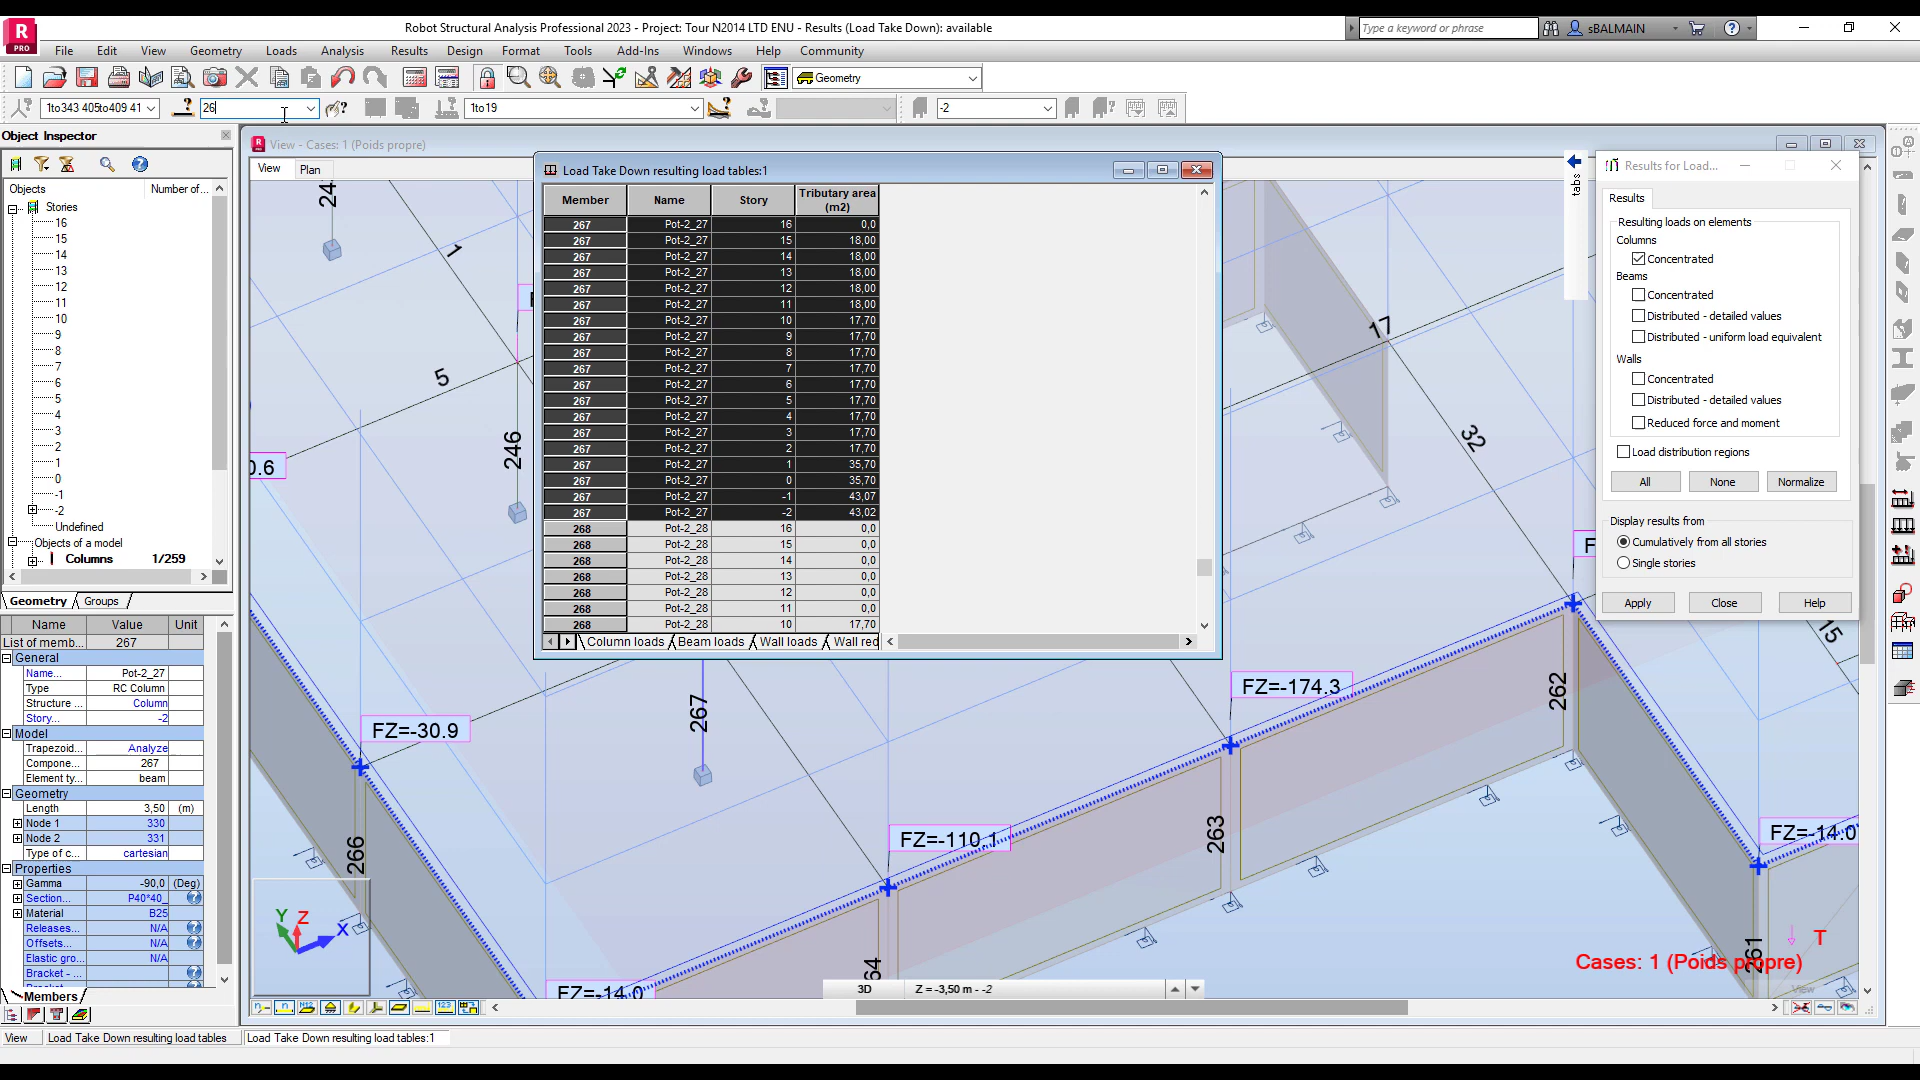 Robot Structural Analysis Professional 2023 - Project: Tour N2014 LTD ENU - Results (Load Take Down): available
Type a keyword or phrase
sBALMAIN
R
PRO
File Edit View Geometry Loads Analysis Results Design Format Tools Add-Ins Windows Help Community
Geometry
1to343 405to409 41
26
1to19
-2
Object Inspector
Objects Number of...
Stories
16
15
14
13
12
11
10
9
8
7
6
5
4
3
2
1
0
-1
-2
Undefined
Objects of a model
Columns 1/259
Geometry Groups
Name Value Unit
List of memb... 267
General
Name... Pot-2_27
Type RC Column
Structure ... Column
Story... -2
Model
Trapezoid... Analyze
Compone... 267
Element ty... beam
Geometry
Length 3,50 (m)
Node 1 330
Node 2 331
Type of c... cartesian
Properties
Gamma -90,0 (Deg)
Section... P40*40_
Material B25
Releases... N/A
Offsets... N/A
Elastic gro... N/A
Bracket - ...
Members
View - Cases: 1 (Poids propre)
View Plan
Load Take Down resulting load tables:1
Member Name Story Tributary area (m2)
267 Pot-2_27 16 0,0
267 Pot-2_27 15 18,00
267 Pot-2_27 14 18,00
267 Pot-2_27 13 18,00
267 Pot-2_27 12 18,00
267 Pot-2_27 11 18,00
267 Pot-2_27 10 17,70
267 Pot-2_27 9 17,70
267 Pot-2_27 8 17,70
267 Pot-2_27 7 17,70
267 Pot-2_27 6 17,70
267 Pot-2_27 5 17,70
267 Pot-2_27 4 17,70
267 Pot-2_27 3 17,70
267 Pot-2_27 2 17,70
267 Pot-2_27 1 35,70
267 Pot-2_27 0 35,70
267 Pot-2_27 -1 43,07
267 Pot-2_27 -2 43,02
268 Pot-2_28 16 0,0
268 Pot-2_28 15 0,0
268 Pot-2_28 14 0,0
268 Pot-2_28 13 0,0
268 Pot-2_28 12 0,0
268 Pot-2_28 11 0,0
268 Pot-2_28 10 17,70
Column loads Beam loads Wall loads Wall red
tabs
Results for Load...
Results
Resulting loads on elements
Columns
Concentrated
Beams
Concentrated
Distributed - detailed values
Distributed - uniform load equivalent
Walls
Concentrated
Distributed - detailed values
Reduced force and moment
Load distribution regions
All None Normalize
Display results from
Cumulatively from all stories
Single stories
Apply Close Help
24
1
5
246
0.6
17
32
15
267
262
263
266
64
261
FZ=-30.9
FZ=-174.3
FZ=-110.1
FZ=-14.0
FZ=-14.0
Y Z X
T
Cases: 1 (Poids propre)
View
3D Z = -3,50 m - -2
View Load Take Down resulting load tables Load Take Down resulting load tables:1